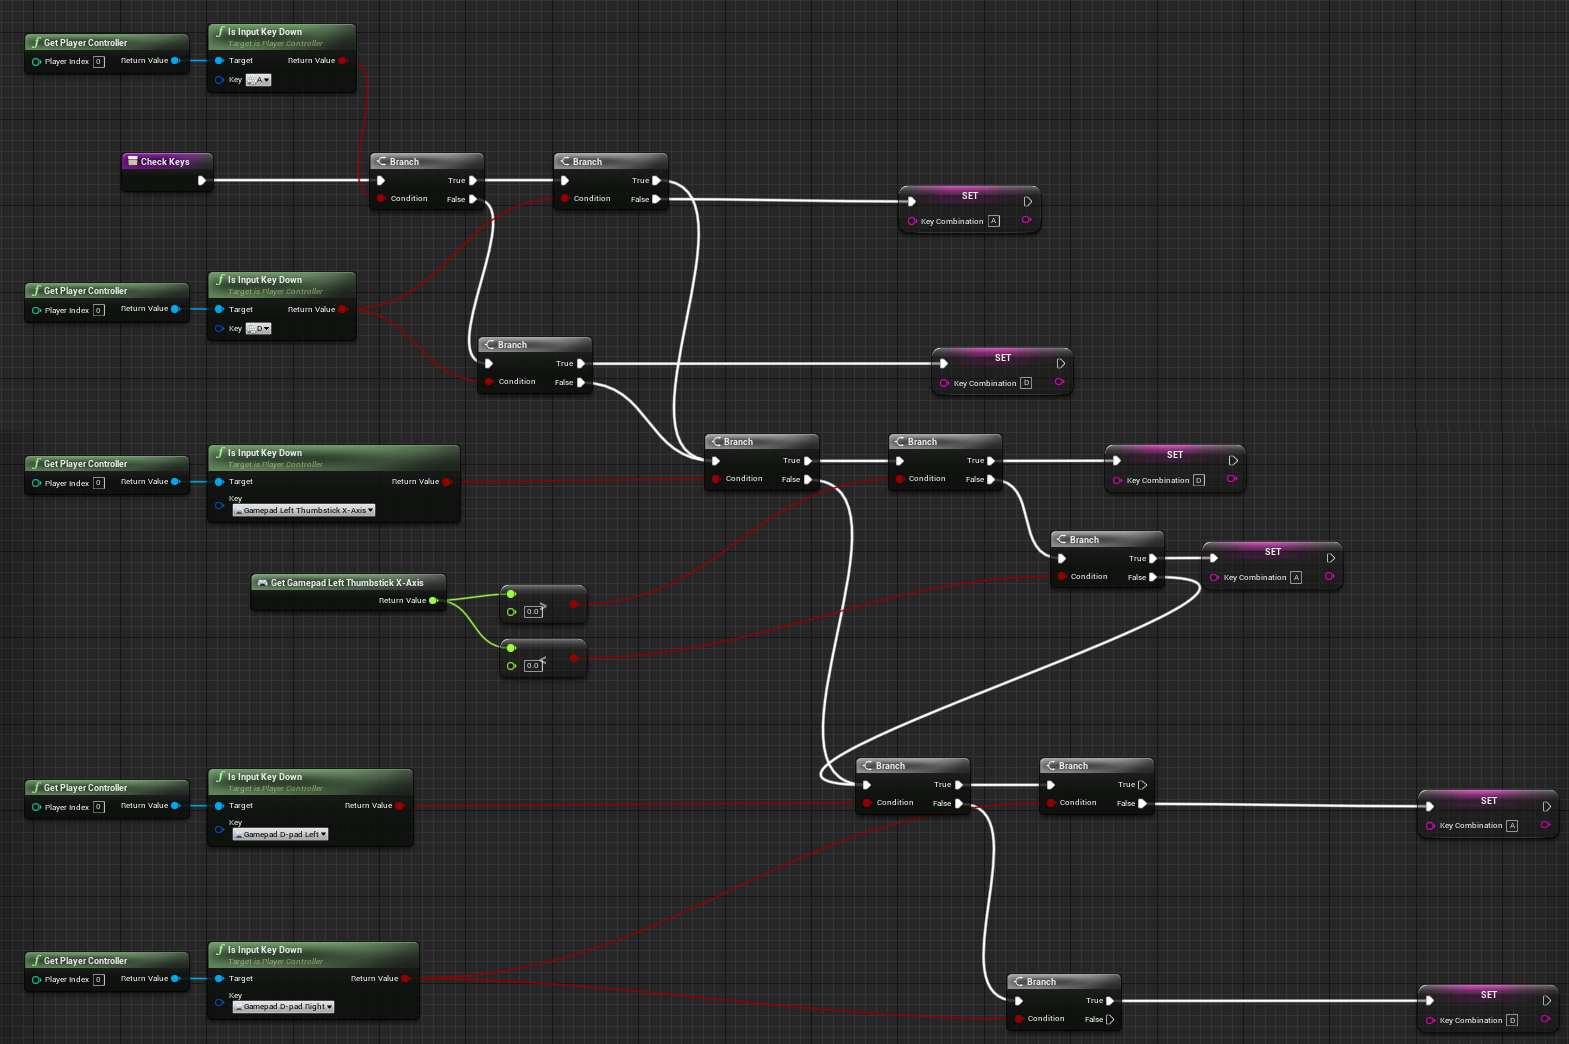 Get Player Controller
Player Index 0 Return Value
Is Input Key Down
Target is Player Controller
Target Return Value
Key A
Check Keys
Branch
True
Condition False
Branch
True
Condition False
SET
Key Combination A
Get Player Controller
Player Index 0 Return Value
Is Input Key Down
Target is Player Controller
Target Return Value
Key D
Branch
True
Condition False
SET
Key Combination D
Get Player Controller
Player Index 0 Return Value
Is Input Key Down
Target is Player Controller
Target Return Value
Key
Gamepad Left Thumbstick X-Axis
Branch
True
Condition False
Branch
True
Condition False
SET
Key Combination D
Branch
True
Condition False
SET
Key Combination A
Get Gamepad Left Thumbstick X-Axis
Return Value
0.0 >
0.0 <
Get Player Controller
Player Index 0 Return Value
Is Input Key Down
Target is Player Controller
Target Return Value
Key
Gamepad D-pad Left
Branch
True
Condition False
Branch
True
Condition False
SET
Key Combination A
Get Player Controller
Player Index 0 Return Value
Is Input Key Down
Target is Player Controller
Target Return Value
Key
Gamepad D-pad Right
Branch
True
Condition False
SET
Key Combination D